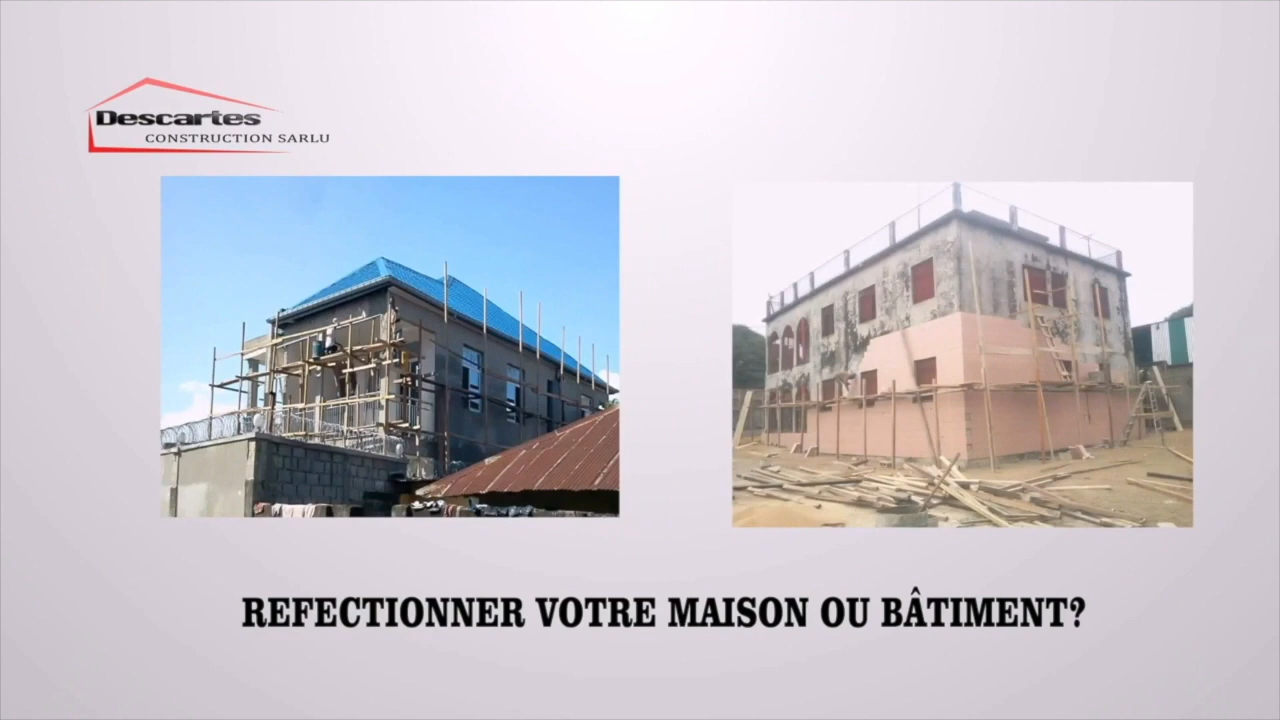 Descartes
CONSTRUCTION SARLU
REFECTIONNER VOTRE MAISON OU BÂTIMENT?